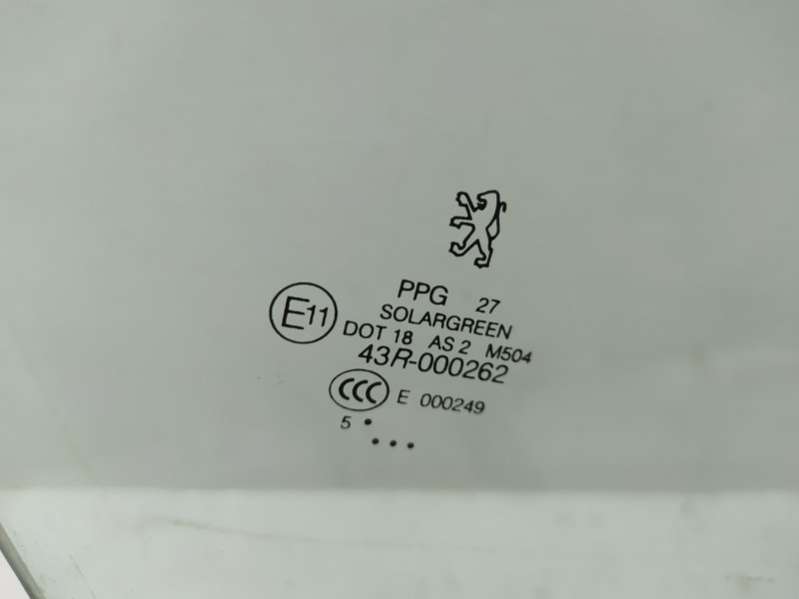 PPG 27
SOLARGREEN
E11
DOT 18 AS 2 M504
43R-000262
CCC E 000249
5